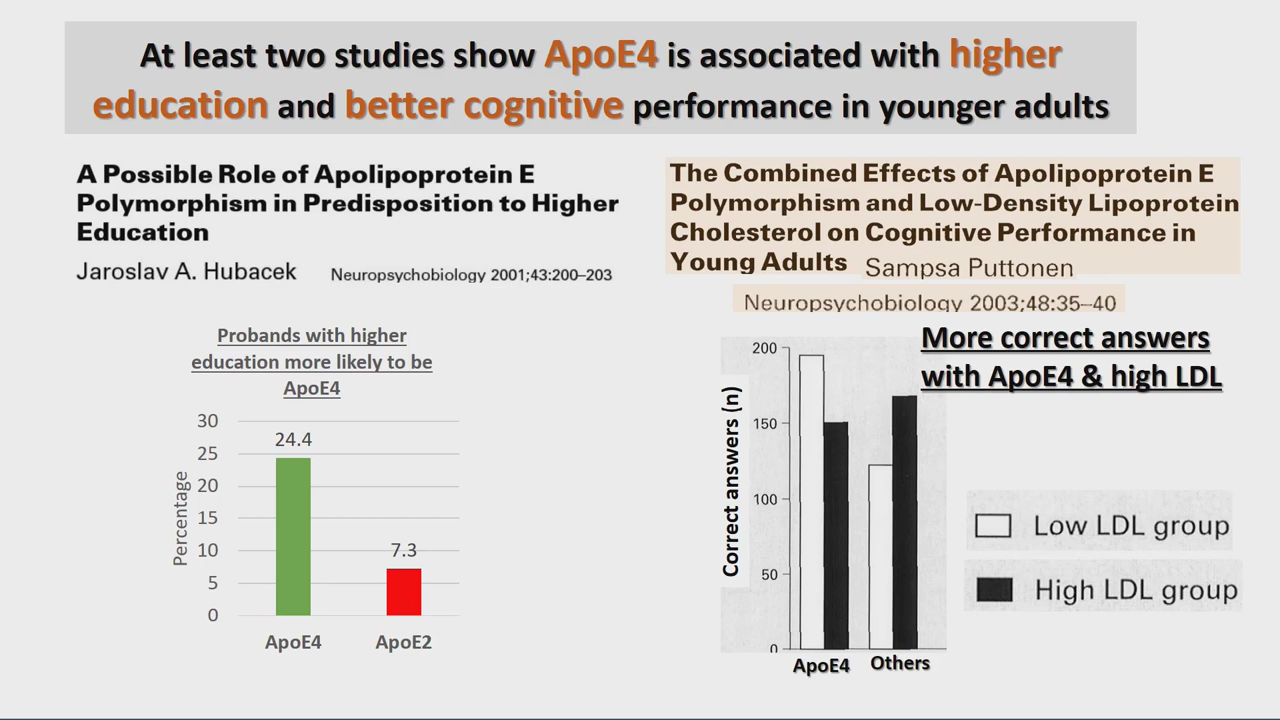 At least two studies show ApoE4 is associated with higher
education and better cognitive performance in younger adults
A Possible Role of Apolipoprotein E
Polymorphism in Predisposition to Higher
Education
Jaroslav A. Hubacek Neuropsychobiology 2001;43:200–203
The Combined Effects of Apolipoprotein E
Polymorphism and Low-Density Lipoprotein
Cholesterol on Cognitive Performance in
Young Adults Sampsa Puttonen
Neuropsychobiology 2003;48:35–40
Probands with higher
education more likely to be
ApoE4
30
25
20
15
10
5
0
Percentage
24.4
7.3
ApoE4 ApoE2
More correct answers
with ApoE4 & high LDL
200
150
100
50
0
Correct answers (n)
ApoE4 Others
Low LDL group
High LDL group